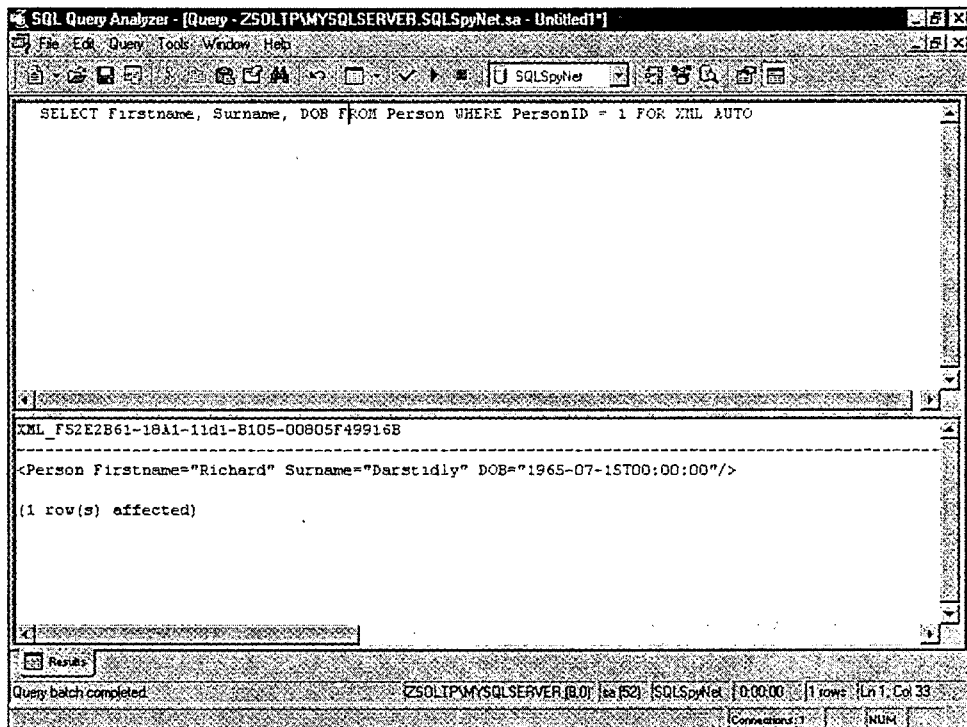 SQL Query Analyzer - [Query - ZSOLTP\MYSQLSERVER.SQLSpyNet.sa - Untitled1*]
File Edit Query Tools Window Help
SQLSpyNet
SELECT Firstname, Surname, DOB FROM Person WHERE PersonID = 1 FOR XML AUTO
XML_F52E2B61-18A1-11d1-B105-00805F49916B
<Person Firstname="Richard" Surname="Darstidly" DOB="1965-07-15T00:00:00"/>
(1 row(s) affected)
Results
Query batch completed. ZSOLTP\MYSQLSERVER (8.0) sa (52) SQLSpyNet 0:00:00 1 rows Ln 1, Col 33
Connections: 1 NUM